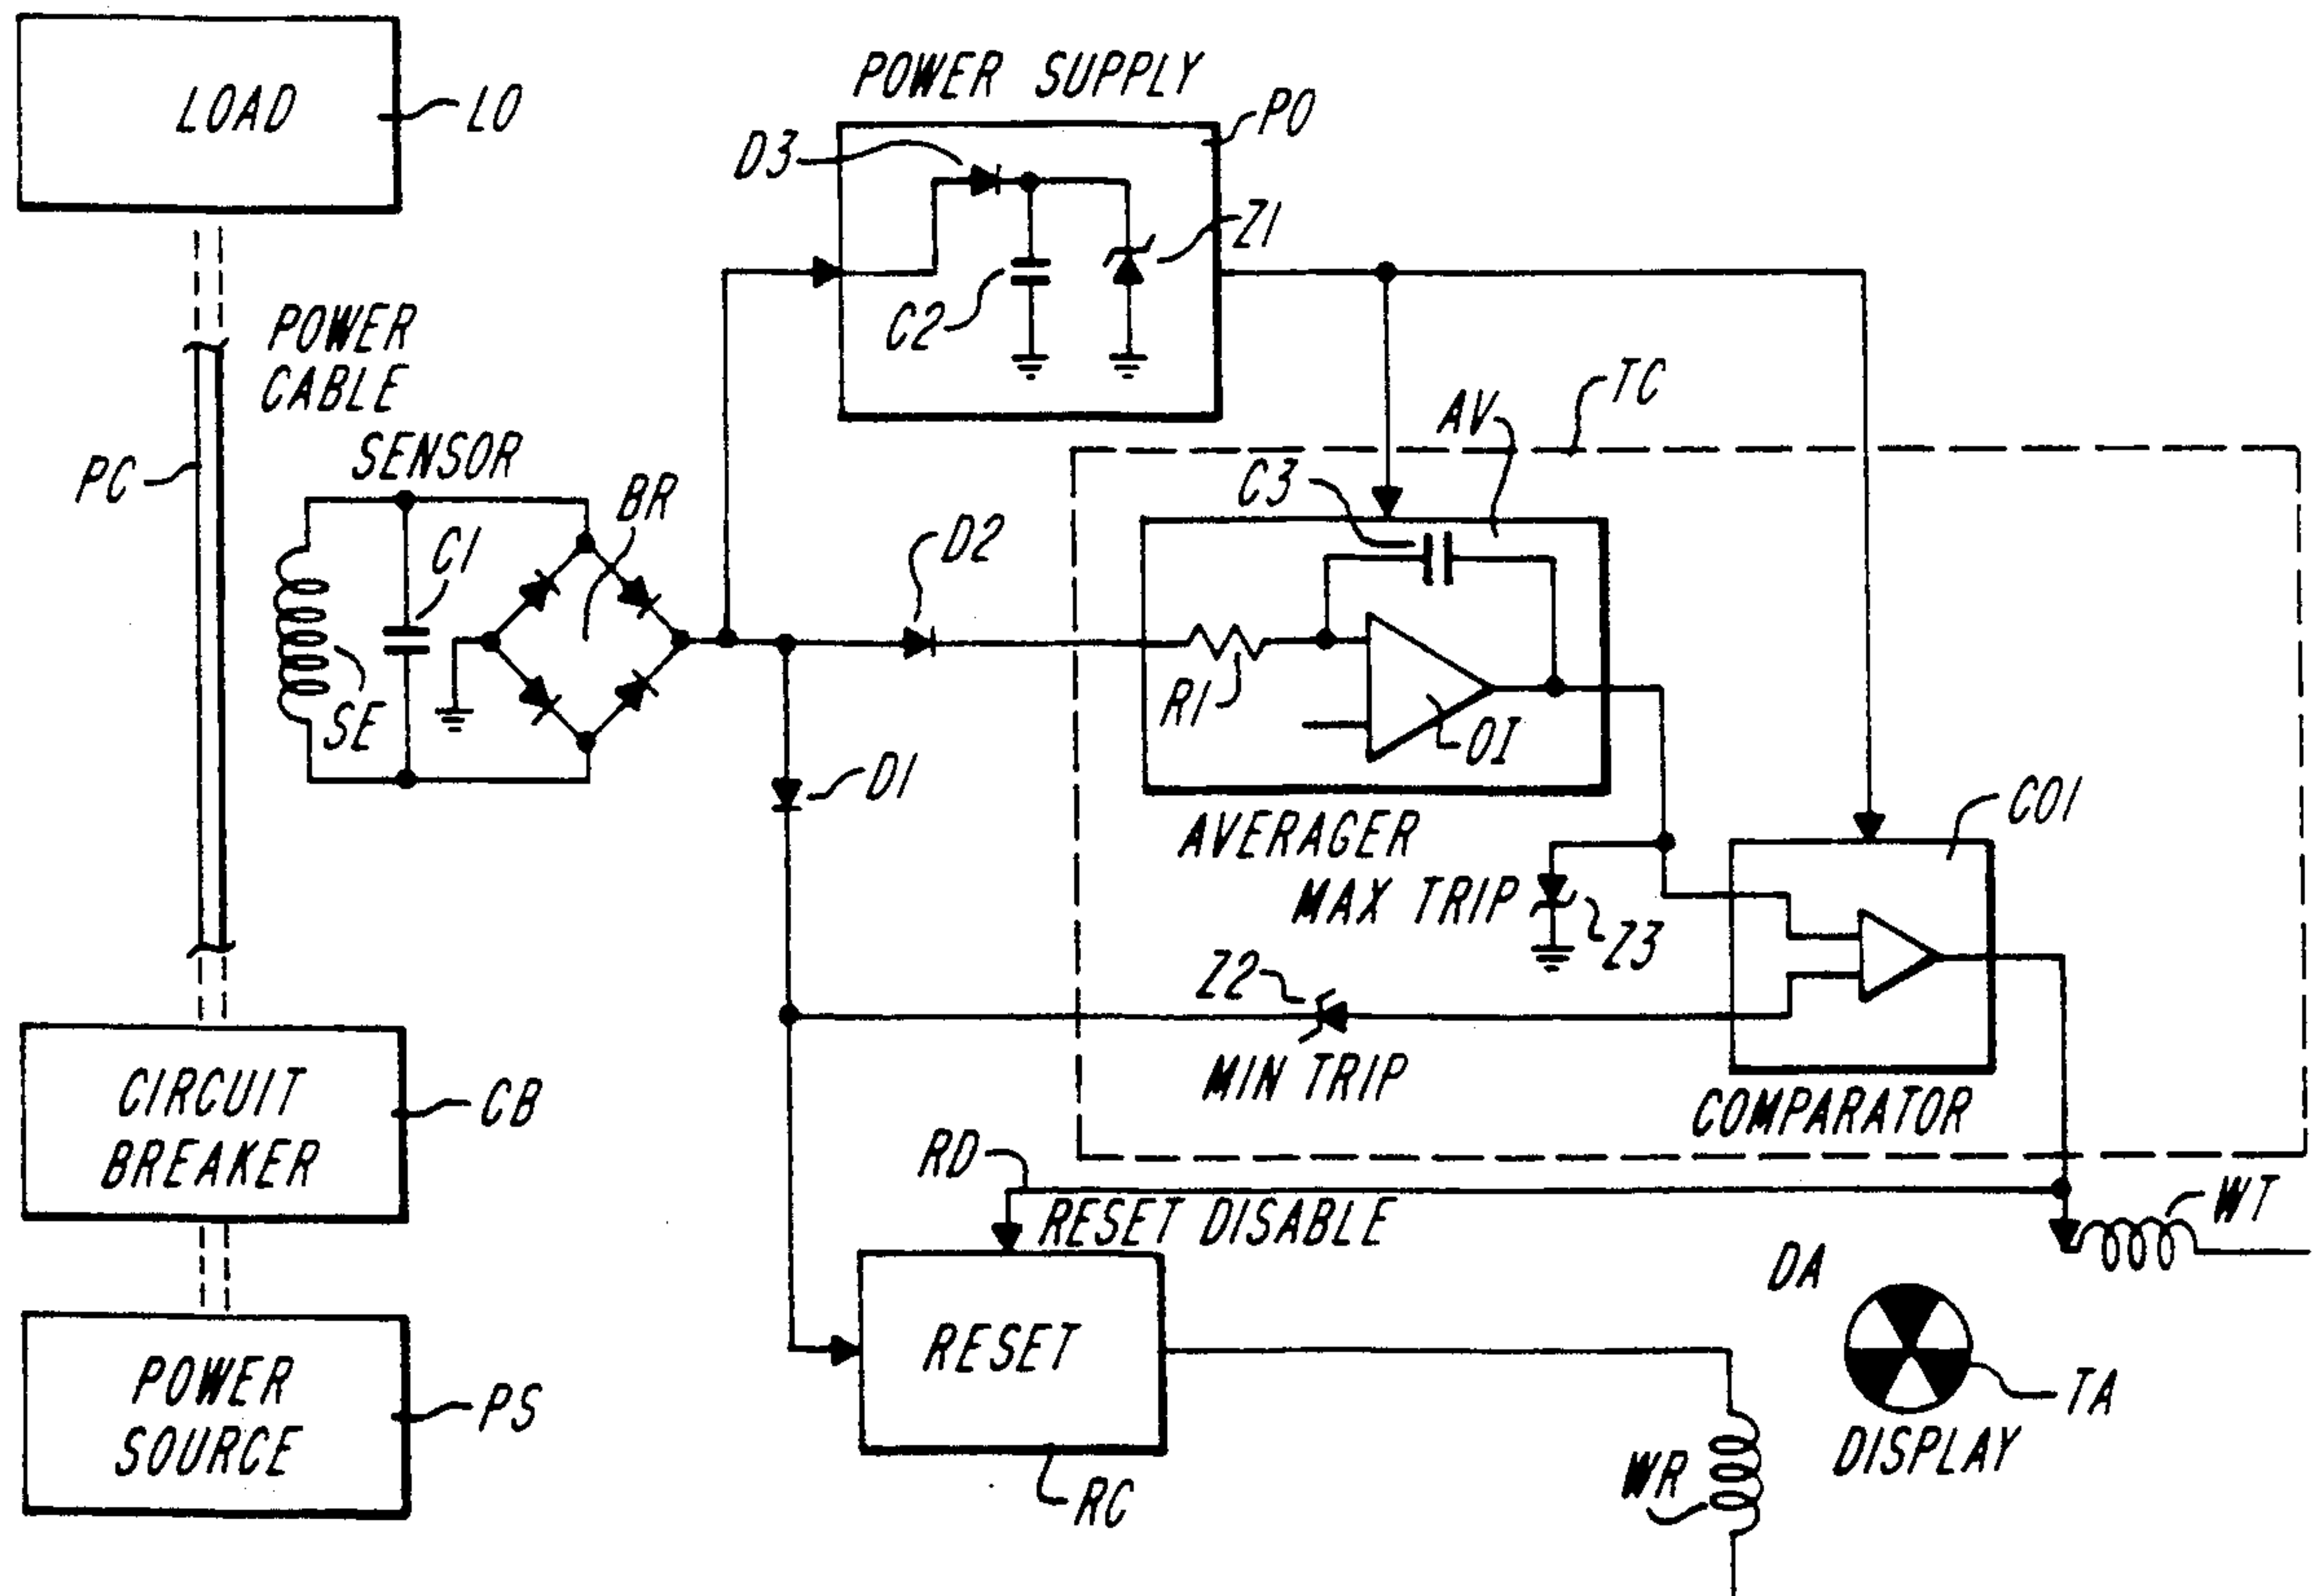 LOAD
LO
POWER SUPPLY
PO
D3
Z1
C2
POWER
CABLE
PC
SENSOR
BR
C1
SE
D2
TC
AV
C3
R1
OI
D1
AVERAGER
CO1
MAX TRIP
Z3
Z2
MIN TRIP
COMPARATOR
CIRCUIT
BREAKER
CB
RD
RESET DISABLE
WT
DA
RESET
TA
DISPLAY
POWER
SOURCE
PS
RC
WR